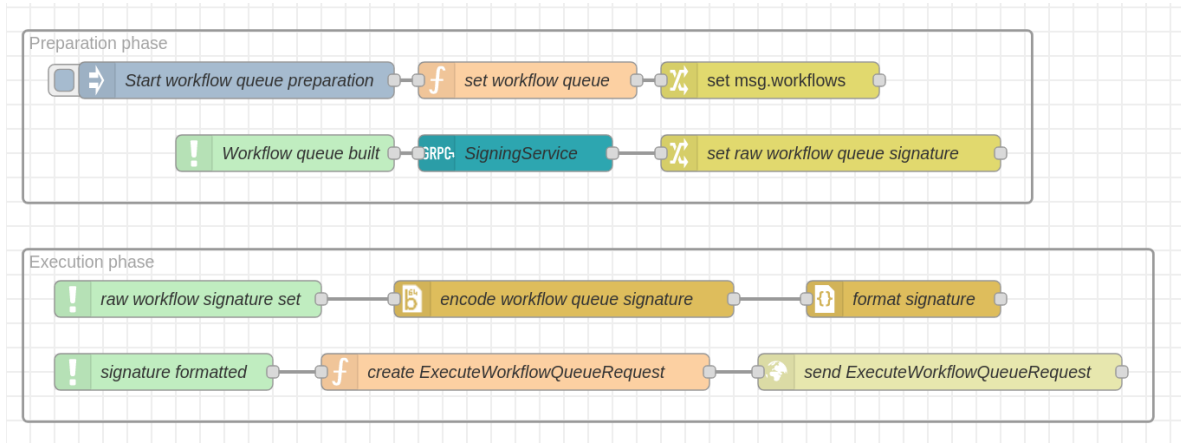 Preparation phase
Start workflow queue preparation
set workflow queue
set msg.workflows
Workflow queue built
GRPC
SigningService
set raw workflow queue signature
Execution phase
raw workflow signature set
64
b
encode workflow queue signature
{}
format signature
signature formatted
f
create ExecuteWorkflowQueueRequest
send ExecuteWorkflowQueueRequest